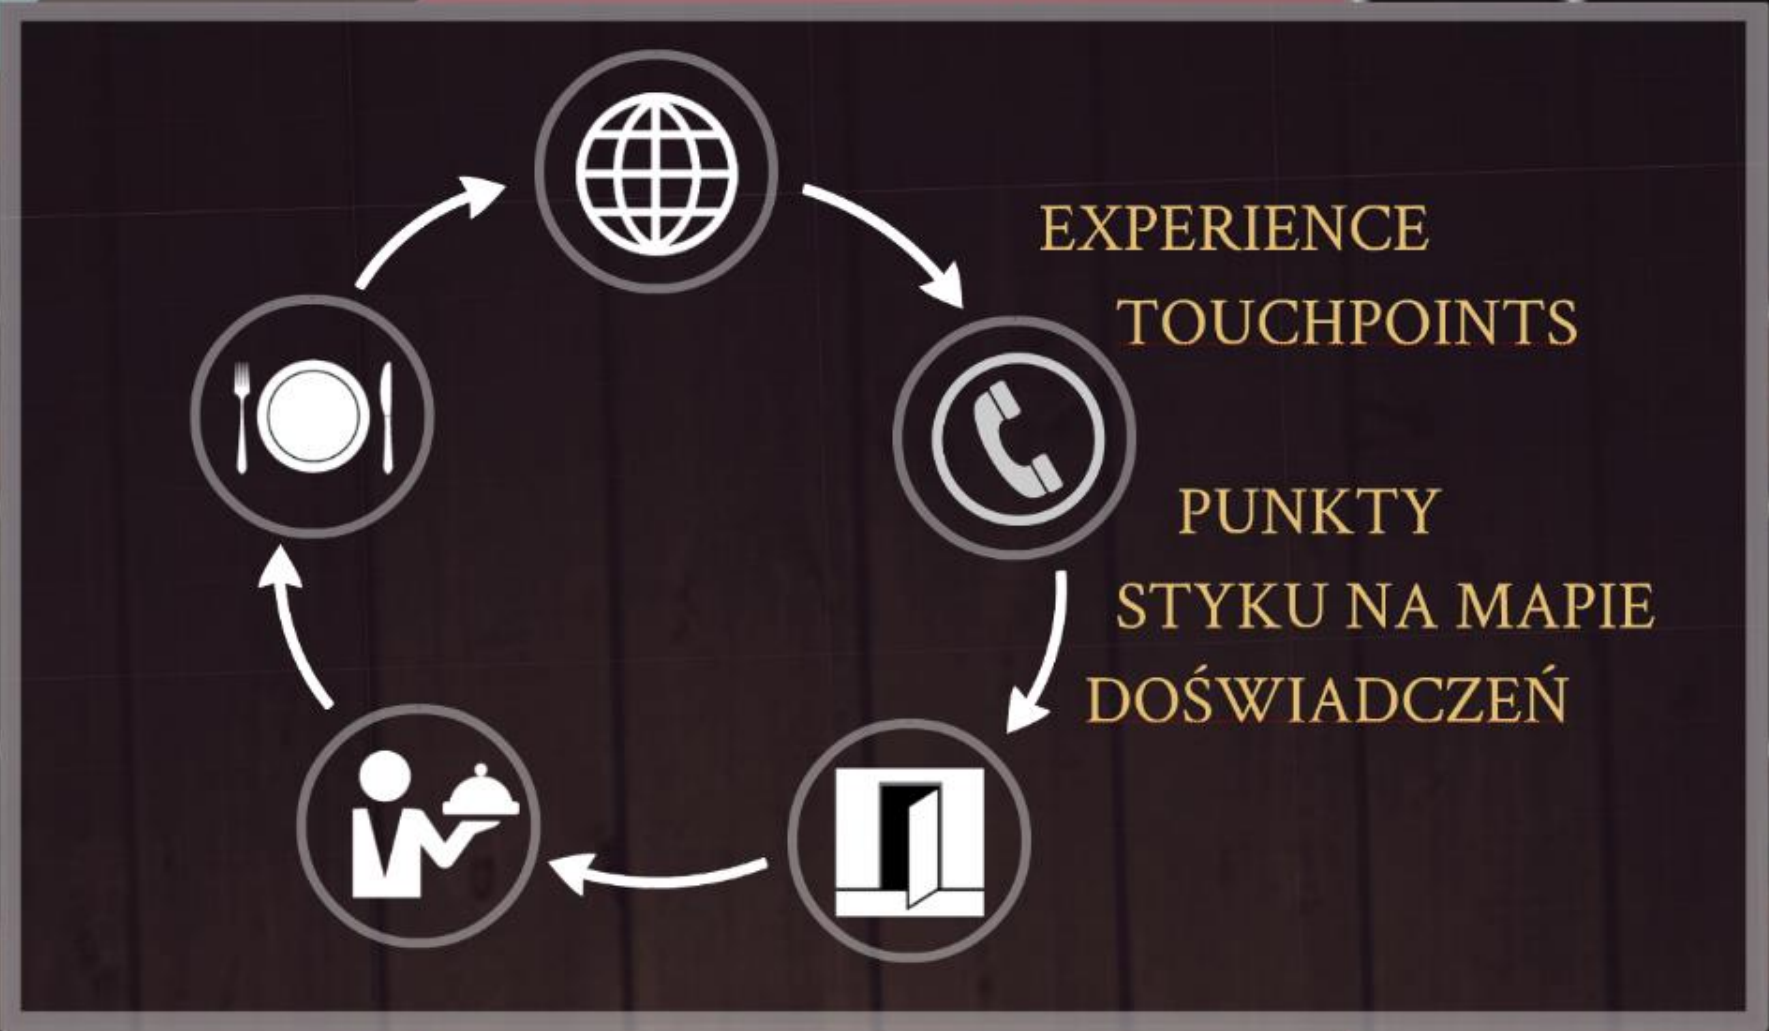 EXPERIENCE
TOUCHPOINTS
PUNKTY
STYKU NA MAPIE
DOŚWIADCZEŃ